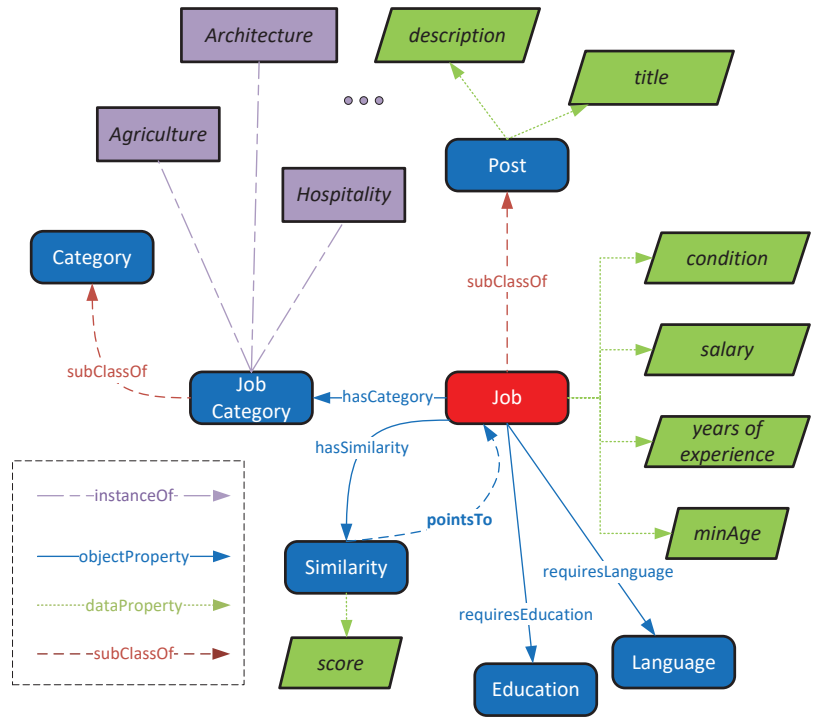 Architecture
description
title
Agriculture
Post
Hospitality
Category
condition
subClassOf
salary
subClassOf
Job
Category
hasCategory
Job
hasSimilarity
years of
experience
instanceOf
pointsTo
minAge
objectProperty
Similarity
requiresLanguage
dataProperty
requiresEducation
subClassOf
score
Education
Language